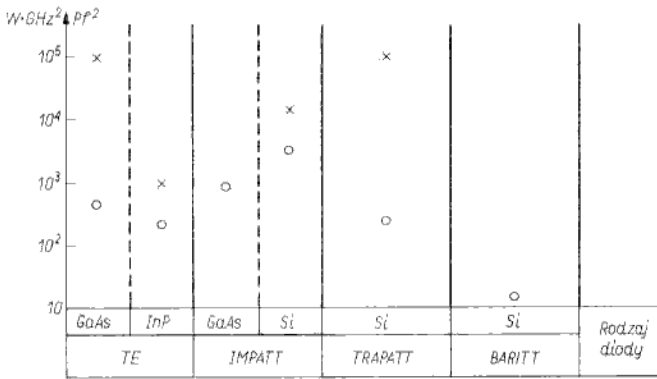 W·GHz² Pf²
10⁵
10⁴
10³
10²
10
GaAs InP GaAs Si Si Si Rodzaj diody
TE IMPATT TRAPATT BARITT